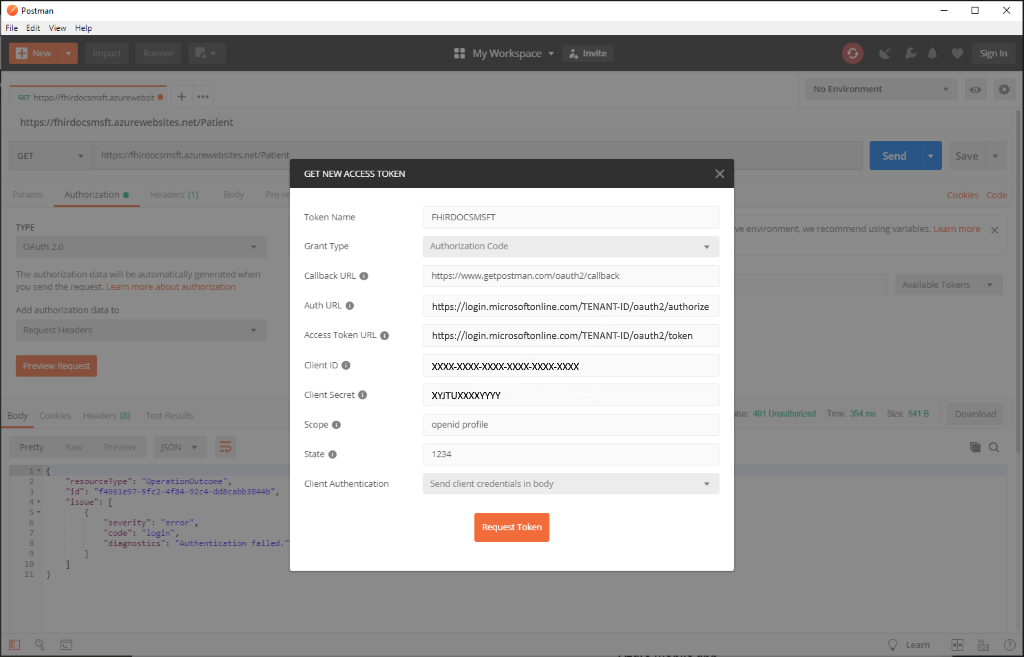 Postman
File Edit View Help
New Import Runner My Workspace Invite Sign In
GET https://fhirdocsmsft.azurewebsit
No Environment
https://fhirdocsmsft.azurewebsites.net/Patient
GET https://fhirdocsmsft.azurewebsites.net/Patient Send Save
Params Authorization Headers (1) Body Pre-re Cookies Code
TYPE
OAuth 2.0
The authorization data will be automatically generated when
you send the request. Learn more about authorization
Add authorization data to
Request Headers
Preview Request
ve environment, we recommend using variables. Learn more
Available Tokens
GET NEW ACCESS TOKEN
Token Name FHIRDOCSMSFT
Grant Type Authorization Code
Callback URL https://www.getpostman.com/oauth2/callback
Auth URL https://login.microsoftonline.com/TENANT-ID/oauth2/authorize
Access Token URL https://login.microsoftonline.com/TENANT-ID/oauth2/token
Client ID XXXX-XXXX-XXXX-XXXX-XXXX-XXXX
Client Secret XYJTUXXXXYYYY
Scope openid profile
State 1234
Client Authentication Send client credentials in body
Request Token
Body Cookies Headers (8) Test Results atus: 401 Unauthorized Time: 354 ms Size: 541 B Download
Pretty Raw Preview JSON
1 {
2 "resourceType": "OperationOutcome",
3 "id": "f4961e97-5fc2-4f84-92c4-dd8cabb3844b",
4 "issue": [
5 {
6 "severity": "error",
7 "code": "login",
8 "diagnostics": "Authentication failed."
9 }
10 ]
11 }
Learn